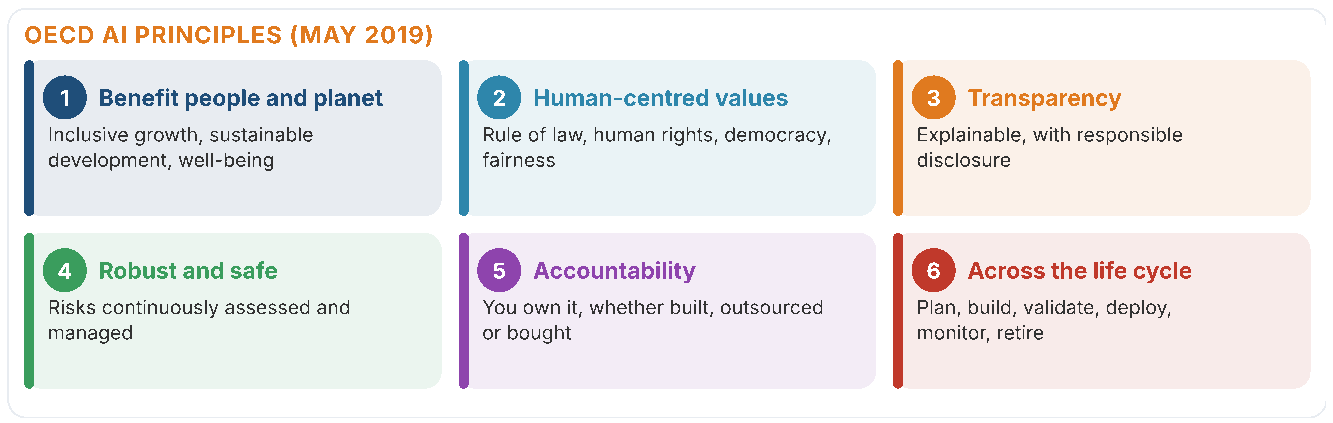 OECD AI PRINCIPLES (MAY 2019)
1 Benefit people and planet
Inclusive growth, sustainable
development, well-being
2 Human-centred values
Rule of law, human rights, democracy,
fairness
3 Transparency
Explainable, with responsible
disclosure
4 Robust and safe
Risks continuously assessed and
managed
5 Accountability
You own it, whether built, outsourced
or bought
6 Across the life cycle
Plan, build, validate, deploy,
monitor, retire